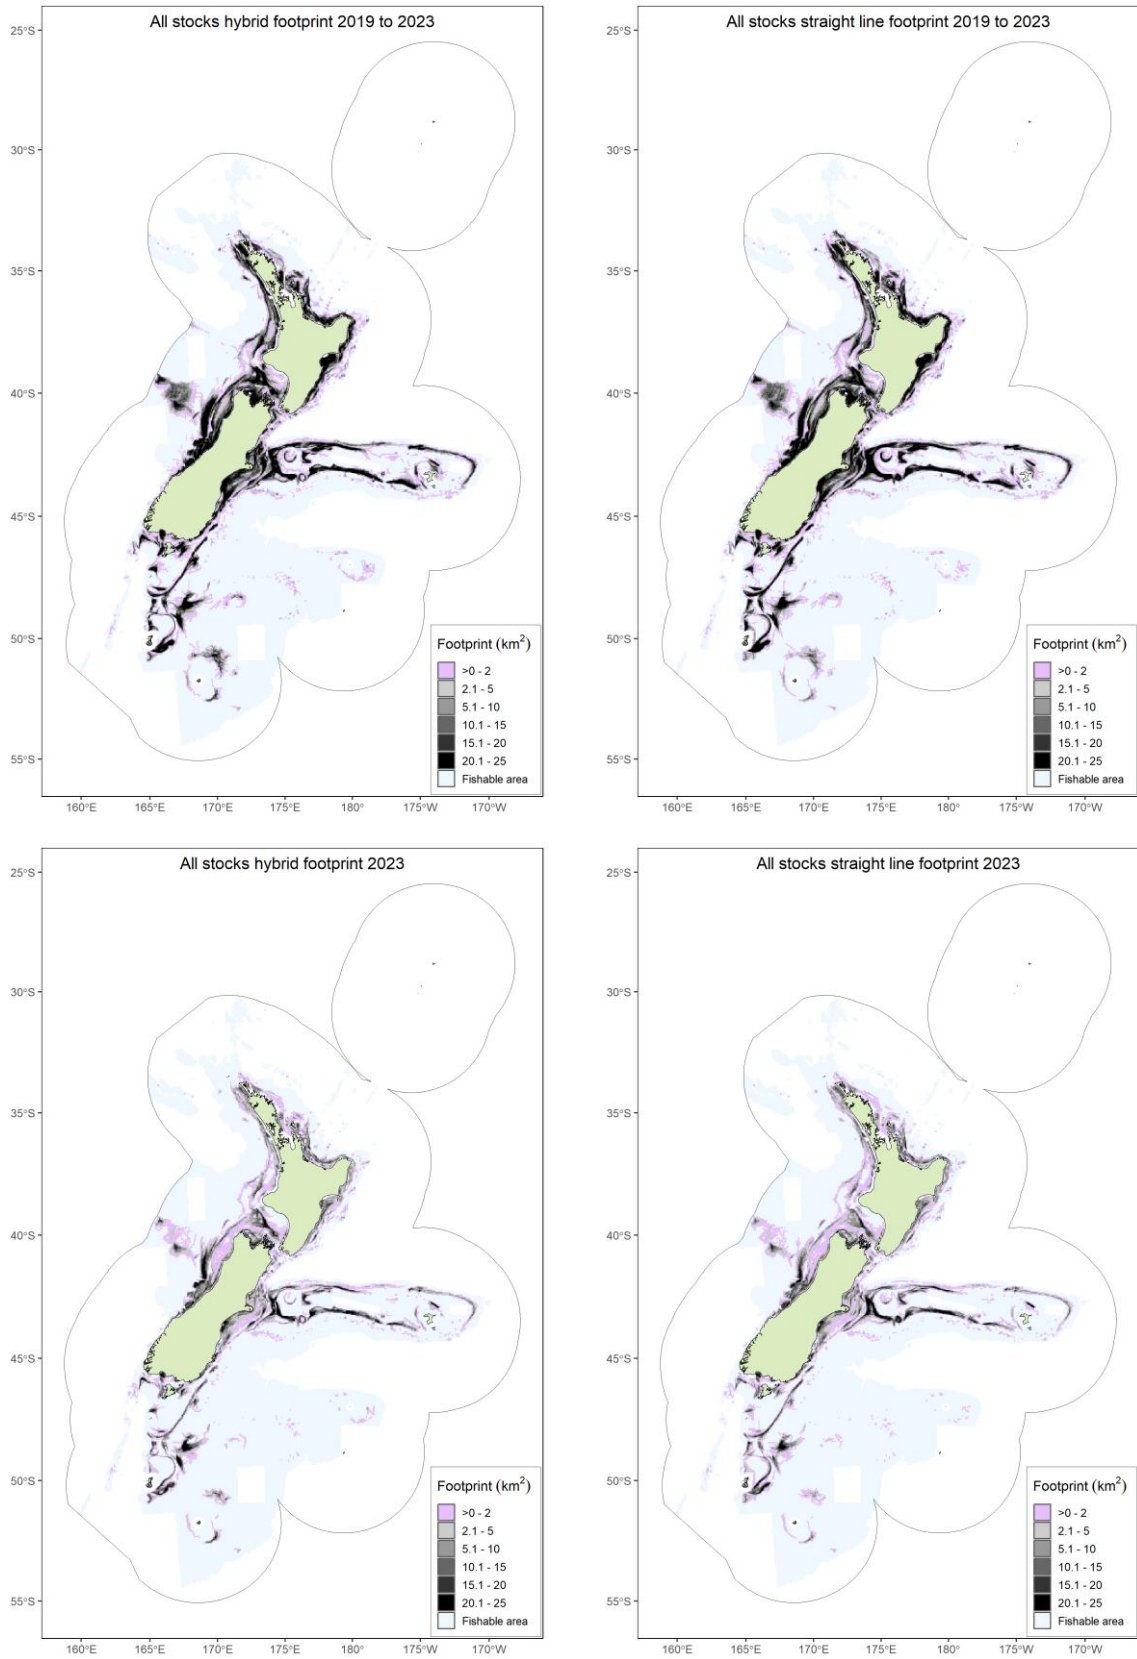 All stocks hybrid footprint 2019 to 2023
25°S
30°S
35°S
40°S
45°S
50°S
55°S
160°E 165°E 170°E 175°E 180° 175°W 170°W
Footprint (km²)
>0 - 2
2.1 - 5
5.1 - 10
10.1 - 15
15.1 - 20
20.1 - 25
Fishable area
All stocks straight line footprint 2019 to 2023
25°S
30°S
35°S
40°S
45°S
50°S
55°S
160°E 165°E 170°E 175°E 180° 175°W 170°W
Footprint (km²)
>0 - 2
2.1 - 5
5.1 - 10
10.1 - 15
15.1 - 20
20.1 - 25
Fishable area
All stocks hybrid footprint 2023
25°S
30°S
35°S
40°S
45°S
50°S
55°S
160°E 165°E 170°E 175°E 180° 175°W 170°W
Footprint (km²)
>0 - 2
2.1 - 5
5.1 - 10
10.1 - 15
15.1 - 20
20.1 - 25
Fishable area
All stocks straight line footprint 2023
25°S
30°S
35°S
40°S
45°S
50°S
55°S
160°E 165°E 170°E 175°E 180° 175°W 170°W
Footprint (km²)
>0 - 2
2.1 - 5
5.1 - 10
10.1 - 15
15.1 - 20
20.1 - 25
Fishable area